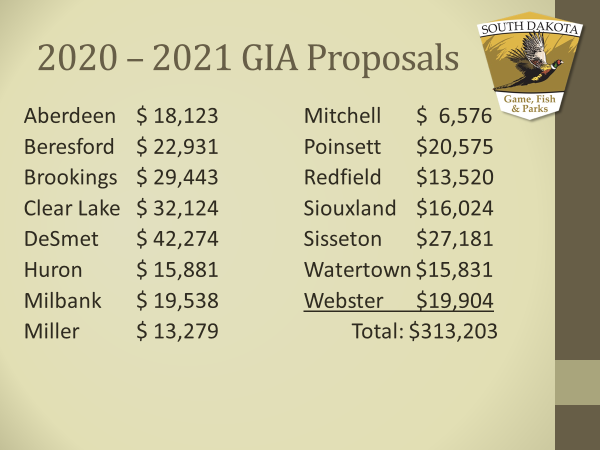 2020 – 2021 GIA Proposals
SOUTH DAKOTA
Game, Fish
& Parks
Aberdeen $ 18,123
Beresford $ 22,931
Brookings $ 29,443
Clear Lake $ 32,124
DeSmet $ 42,274
Huron $ 15,881
Milbank $ 19,538
Miller $ 13,279
Mitchell $ 6,576
Poinsett $20,575
Redfield $13,520
Siouxland $16,024
Sisseton $27,181
Watertown $15,831
Webster $19,904
Total: $313,203